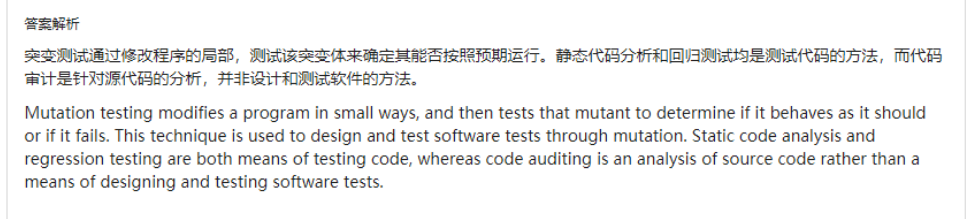 答案解析
突变测试通过修改程序的局部，测试该突变体来确定其能否按照预期运行。静态代码分析和回归测试均是测试代码的方法，而代码
审计是针对源代码的分析，并非设计和测试软件的方法。
Mutation testing modifies a program in small ways, and then tests that mutant to determine if it behaves as it should
or if it fails. This technique is used to design and test software tests through mutation. Static code analysis and
regression testing are both means of testing code, whereas code auditing is an analysis of source code rather than a
means of designing and testing software tests.